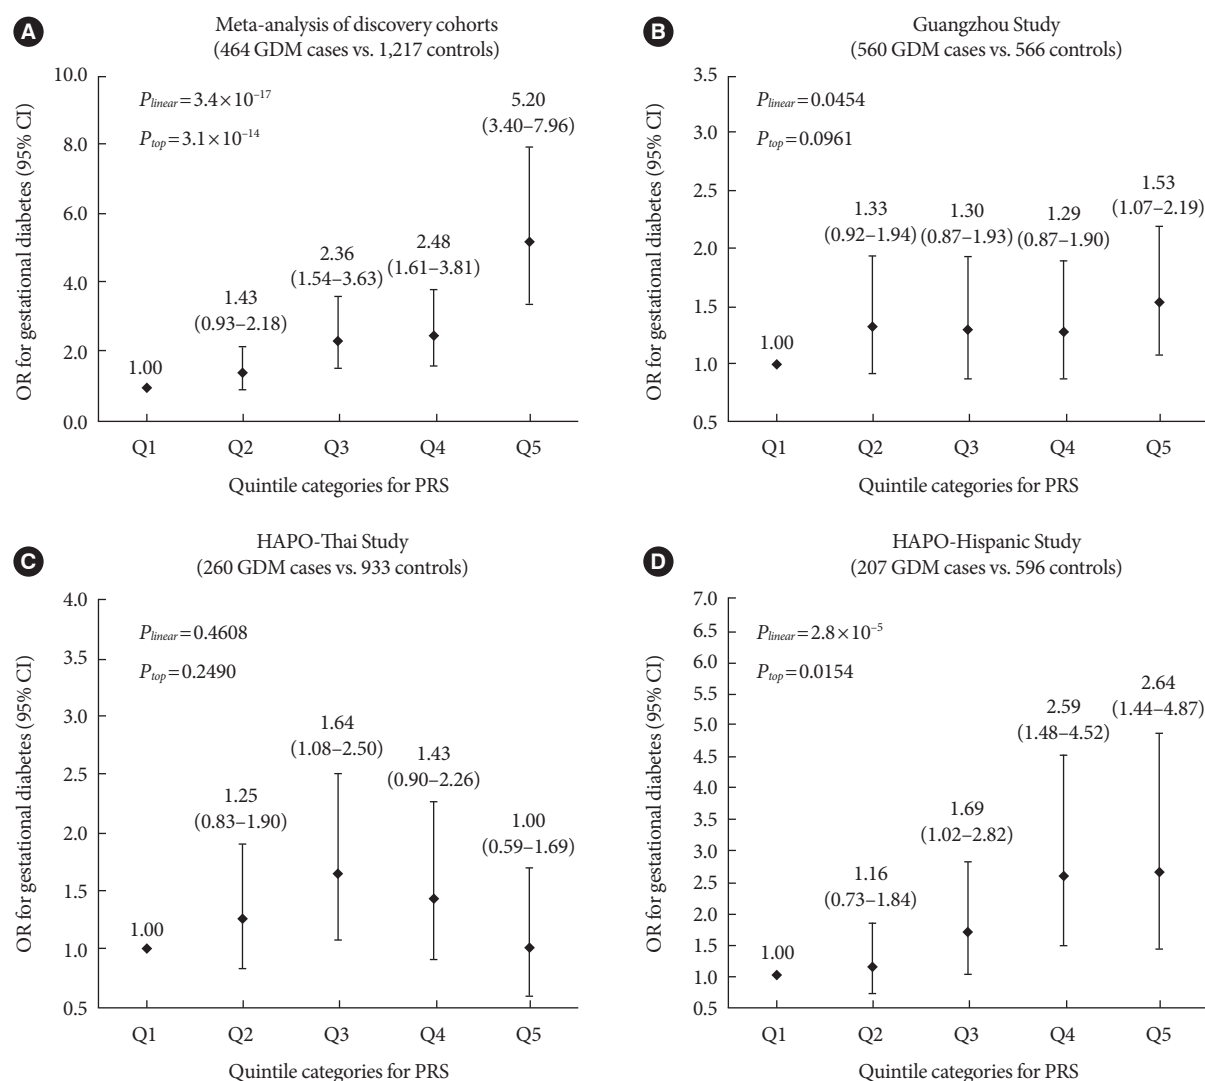 A
Meta-analysis of discovery cohorts
(464 GDM cases vs. 1,217 controls)
OR for gestational diabetes (95% CI)
10.0
8.0
6.0
4.0
2.0
0.0
P_linear=3.4×10^–17
P_top=3.1×10^–14
1.00
1.43
(0.93–2.18)
2.36
(1.54–3.63)
2.48
(1.61–3.81)
5.20
(3.40–7.96)
Q1 Q2 Q3 Q4 Q5
Quintile categories for PRS
B
Guangzhou Study
(560 GDM cases vs. 566 controls)
OR for gestational diabetes (95% CI)
3.5
3.0
2.5
2.0
1.5
1.0
0.5
P_linear=0.0454
P_top=0.0961
1.00
1.33
(0.92–1.94)
1.30
(0.87–1.93)
1.29
(0.87–1.90)
1.53
(1.07–2.19)
Q1 Q2 Q3 Q4 Q5
Quintile categories for PRS
C
HAPO-Thai Study
(260 GDM cases vs. 933 controls)
OR for gestational diabetes (95% CI)
4.0
3.5
3.0
2.5
2.0
1.5
1.0
0.5
P_linear=0.4608
P_top=0.2490
1.00
1.25
(0.83–1.90)
1.64
(1.08–2.50)
1.43
(0.90–2.26)
1.00
(0.59–1.69)
Q1 Q2 Q3 Q4 Q5
Quintile categories for PRS
D
HAPO-Hispanic Study
(207 GDM cases vs. 596 controls)
OR for gestational diabetes (95% CI)
7.0
6.5
6.0
5.5
5.0
4.5
4.0
3.5
3.0
2.5
2.0
1.5
1.0
0.5
P_linear=2.8×10^–5
P_top=0.0154
1.00
1.16
(0.73–1.84)
1.69
(1.02–2.82)
2.59
(1.48–4.52)
2.64
(1.44–4.87)
Q1 Q2 Q3 Q4 Q5
Quintile categories for PRS